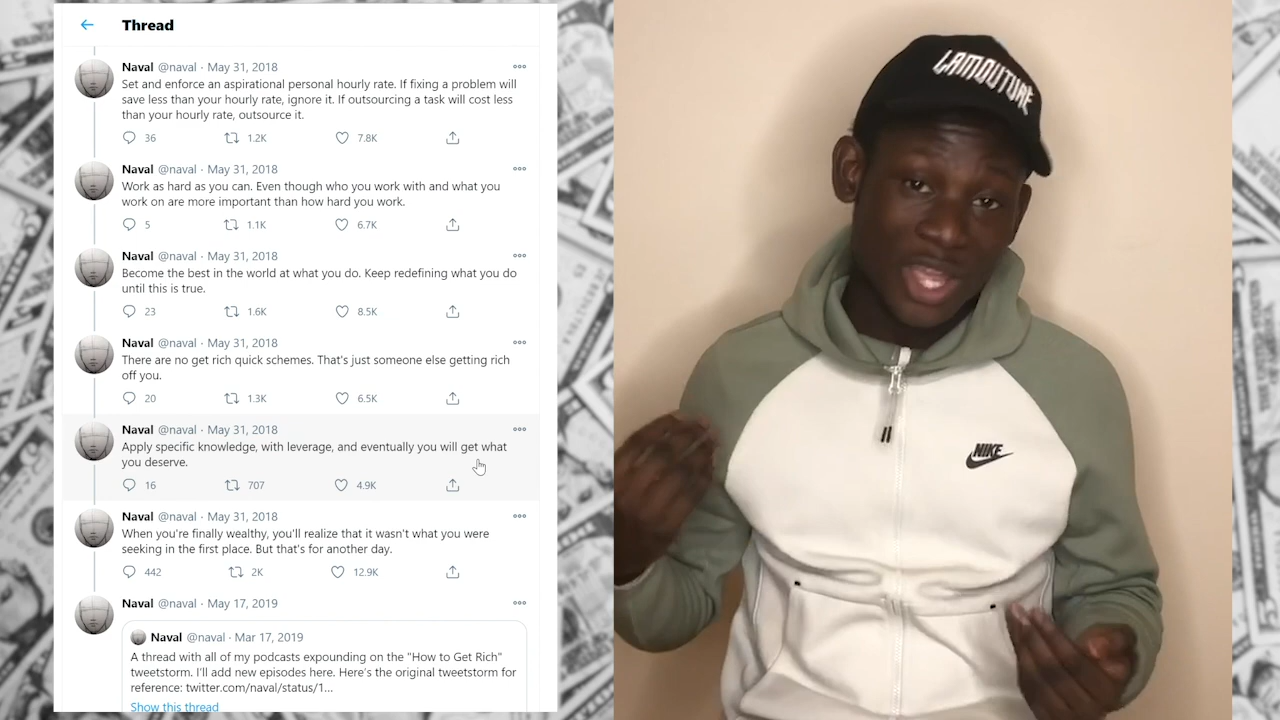 Thread
Naval @naval · May 31, 2018
Set and enforce an aspirational personal hourly rate. If fixing a problem will
save less than your hourly rate, ignore it. If outsourcing a task will cost less
than your hourly rate, outsource it.
36 1.2K 7.8K
Naval @naval · May 31, 2018
Work as hard as you can. Even though who you work with and what you
work on are more important than how hard you work.
5 1.1K 6.7K
Naval @naval · May 31, 2018
Become the best in the world at what you do. Keep redefining what you do
until this is true.
23 1.6K 8.5K
Naval @naval · May 31, 2018
There are no get rich quick schemes. That's just someone else getting rich
off you.
20 1.3K 6.5K
Naval @naval · May 31, 2018
Apply specific knowledge, with leverage, and eventually you will get what
you deserve.
16 707 4.9K
Naval @naval · May 31, 2018
When you're finally wealthy, you'll realize that it wasn't what you were
seeking in the first place. But that's for another day.
442 2K 12.9K
Naval @naval · May 17, 2019
Naval @naval · Mar 17, 2019
A thread with all of my podcasts expounding on the "How to Get Rich"
tweetstorm. I'll add new episodes here. Here's the original tweetstorm for
reference: twitter.com/naval/status/1...
Show this thread
LAMOUTURE
NIKE